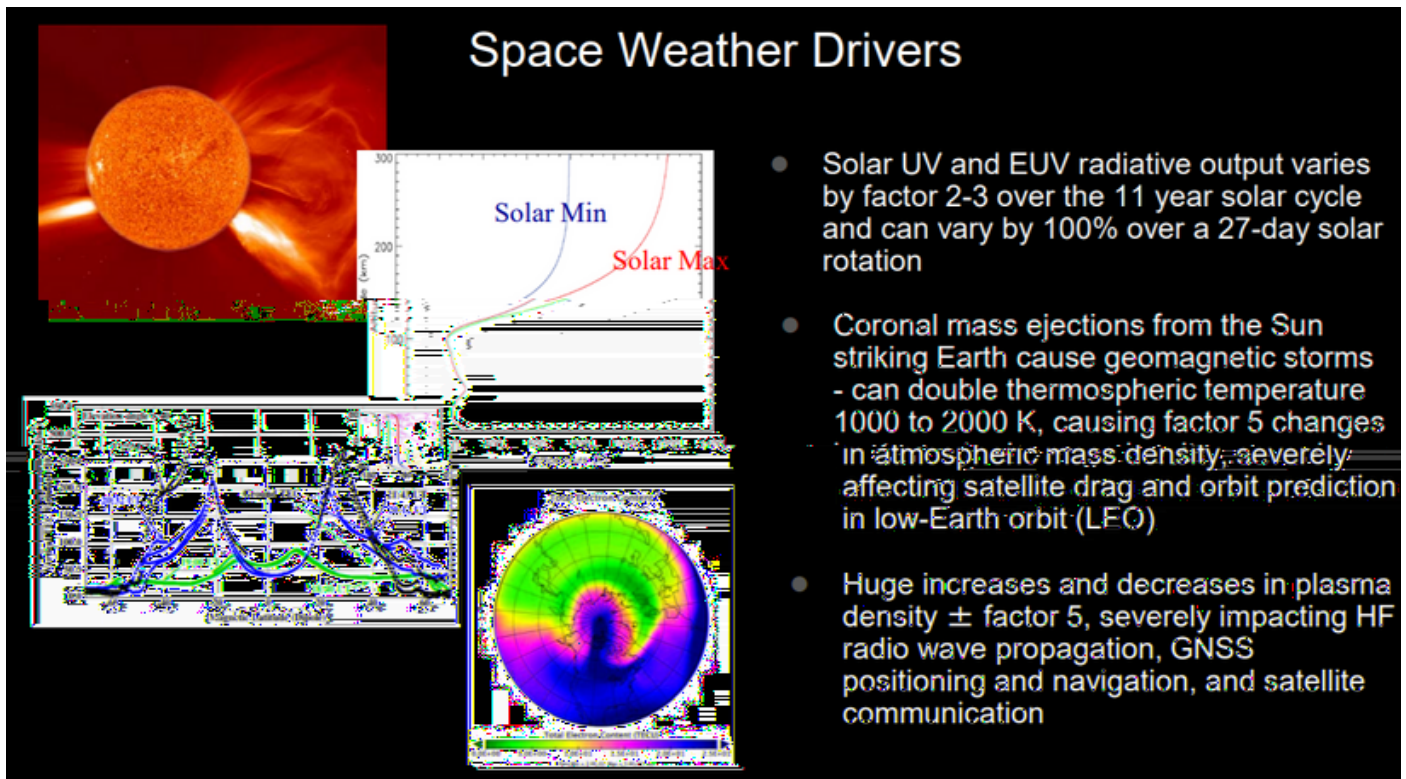 Space Weather Drivers
300
Solar Min
200
Solar Max
(km)
100
● Solar UV and EUV radiative output varies
by factor 2-3 over the 11 year solar cycle
and can vary by 100% over a 27-day solar
rotation
● Coronal mass ejections from the Sun
striking Earth cause geomagnetic storms
- can double thermospheric temperature
1000 to 2000 K, causing factor 5 changes
in atmospheric mass density, severely
affecting satellite drag and orbit prediction
in low-Earth orbit (LEO)
● Huge increases and decreases in plasma
density ± factor 5, severely impacting HF
radio wave propagation, GNSS
positioning and navigation, and satellite
communication
Total Electron Content (TECU)